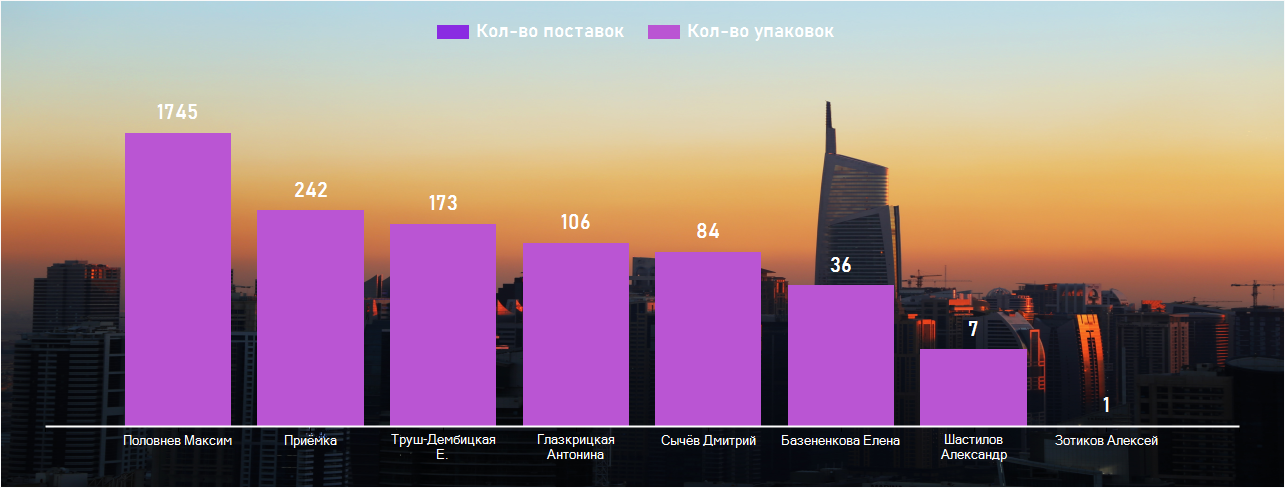 Кол-во поставок Кол-во упаковок
1745
242
173
106
84
36
7
1
Половнев Максим
Приёмка
Труш-Дембицкая
Е.
Глазкрицкая
Антонина
Сычёв Дмитрий
Базененкова Елена
Шастилов
Александр
Зотиков Алексей